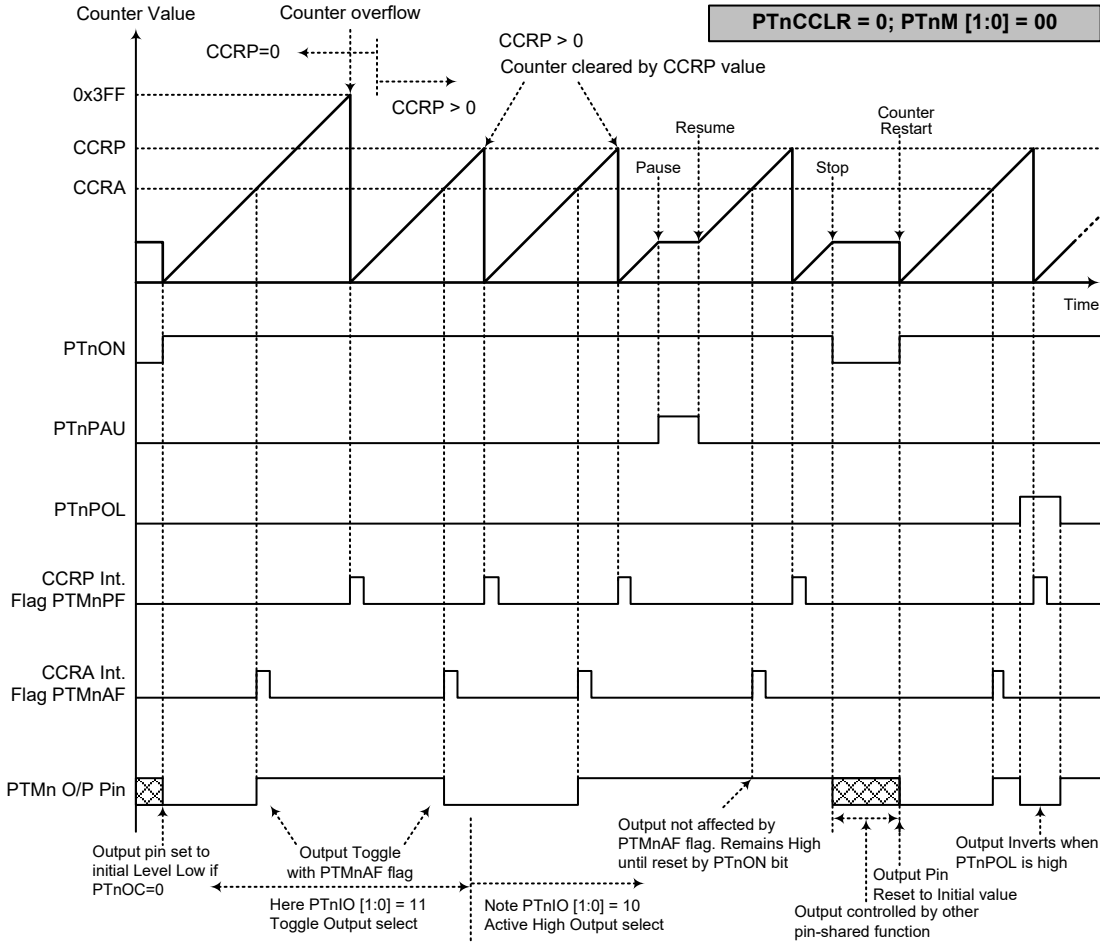 Counter Value
Counter overflow
PTnCCLR = 0; PTnM [1:0] = 00
CCRP=0
CCRP > 0
CCRP > 0
Counter cleared by CCRP value
0x3FF
CCRP
CCRA
Pause
Resume
Stop
Counter
Restart
Time
PTnON
PTnPAU
PTnPOL
CCRP Int.
Flag PTMnPF
CCRA Int.
Flag PTMnAF
PTMn O/P Pin
Output pin set to
initial Level Low if
PTnOC=0
Output Toggle
with PTMnAF flag
Output not affected by
PTMnAF flag. Remains High
until reset by PTnON bit
Output Inverts when
PTnPOL is high
Output Pin
Reset to Initial value
Here PTnIO [1:0] = 11
Toggle Output select
Note PTnIO [1:0] = 10
Active High Output select
Output controlled by other
pin-shared function